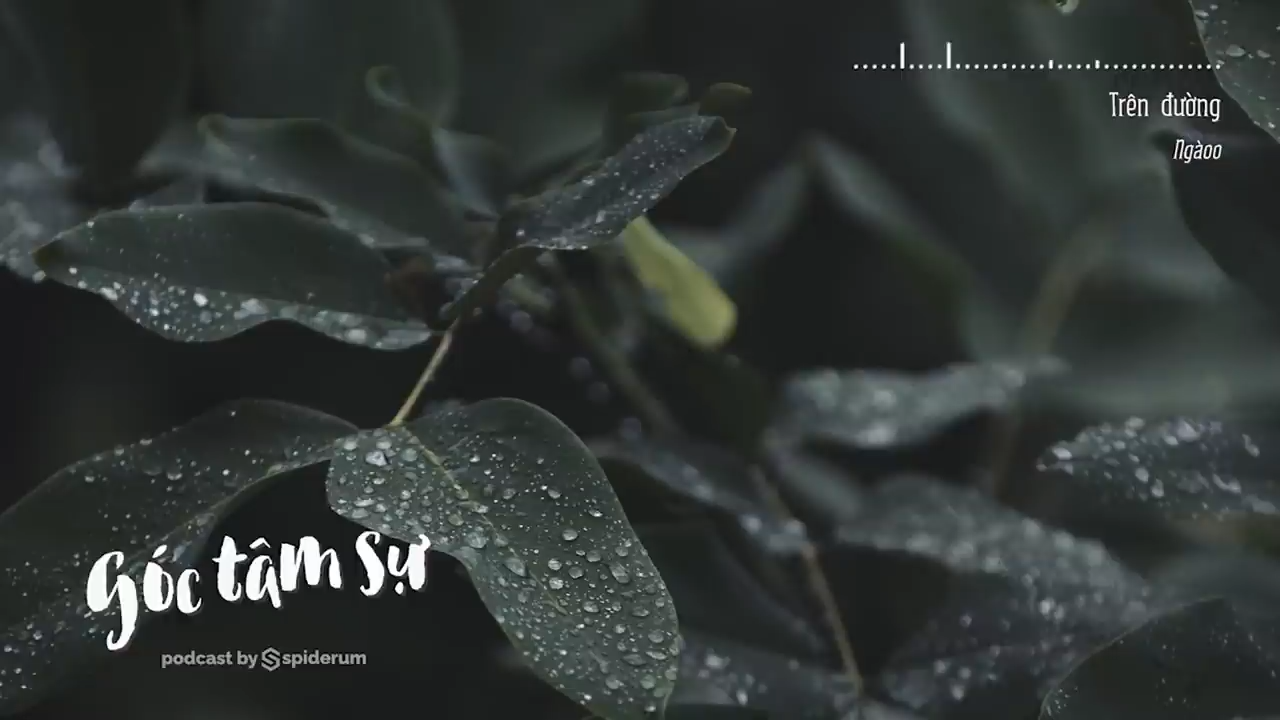 Trên đường
Ngàoo
Góc tâm sự
podcast by spiderum